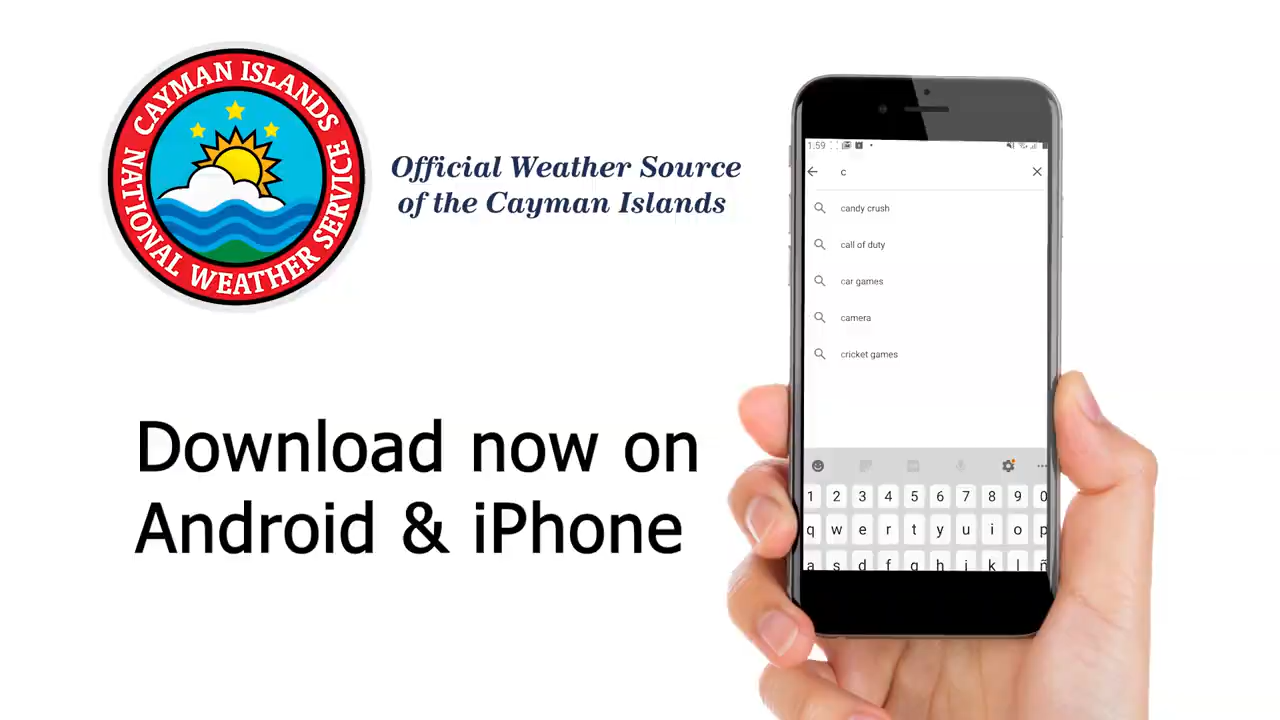 CAYMAN ISLANDS
NATIONAL WEATHER SERVICE
Official Weather Source
of the Cayman Islands
Download now on
Android & iPhone
1:59
c
candy crush
call of duty
car games
camera
cricket games
1 2 3 4 5 6 7 8 9 0
q w e r t y u i o p
a s d f g h j k l ñ